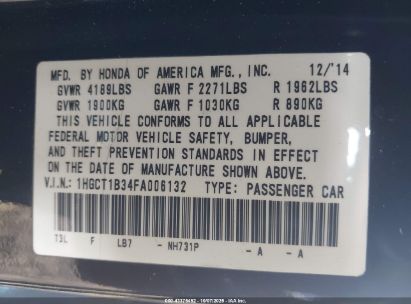 MFD. BY HONDA OF AMERICA MFG., INC. 12/'14
GVWR 4189LBS GAWR F 2271LBS R 1962LBS
GVWR 1900KG GAWR F 1030KG R 890KG
THIS VEHICLE CONFORMS TO ALL APPLICABLE
FEDERAL MOTOR VEHICLE SAFETY, BUMPER,
AND THEFT PREVENTION STANDARDS IN EFFECT
ON THE DATE OF MANUFACTURE SHOWN ABOVE.
V.I.N.: 1HGCT1B34FA006132 TYPE: PASSENGER CAR
T3L F LB7 - NH731P - A - A